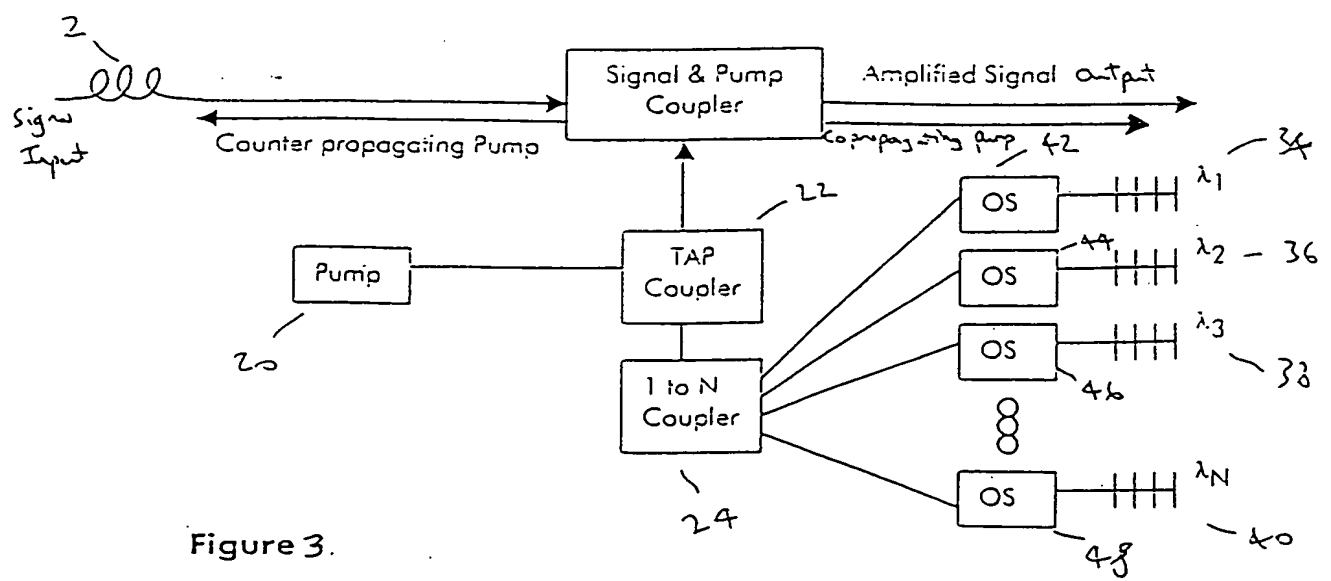 2
Signal & Pump
Coupler
Amplified Signal output
Signal
Input
Counter propagating Pump
Copropagating pump
42
34
OS
λ1
22
44
TAP
Coupler
Pump
OS
λ2
36
20
OS
λ3
38
46
1 to N
Coupler
24
OS
λN
40
48
Figure 3.